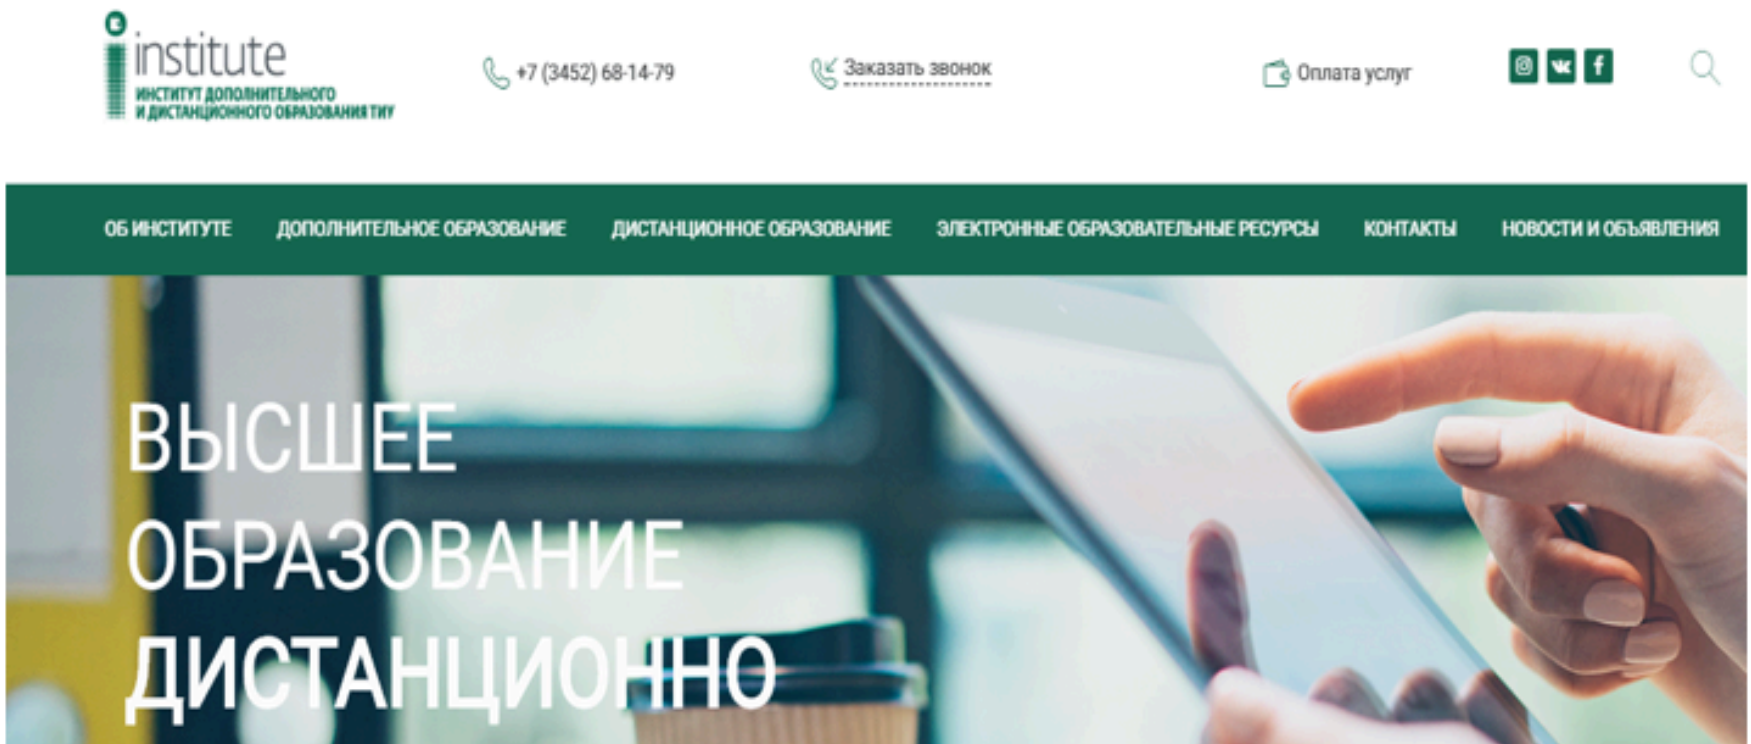 institute
ИНСТИТУТ ДОПОЛНИТЕЛЬНОГО
И ДИСТАНЦИОННОГО ОБРАЗОВАНИЯ ТИУ
+7 (3452) 68-14-79
Заказать звонок
Оплата услуг
ОБ ИНСТИТУТЕ ДОПОЛНИТЕЛЬНОЕ ОБРАЗОВАНИЕ ДИСТАНЦИОННОЕ ОБРАЗОВАНИЕ ЭЛЕКТРОННЫЕ ОБРАЗОВАТЕЛЬНЫЕ РЕСУРСЫ КОНТАКТЫ НОВОСТИ И ОБЪЯВЛЕНИЯ
ВЫСШЕЕ
ОБРАЗОВАНИЕ
ДИСТАНЦИОННО